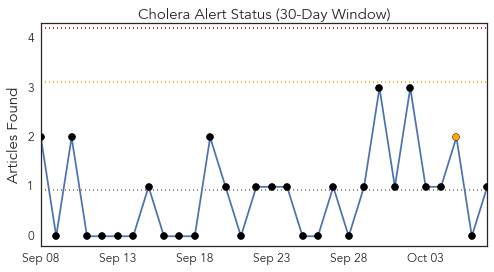 Cholera Alert Status (30-Day Window)
Articles Found
4
3
2
1
0
Sep 08 Sep 13 Sep 18 Sep 23 Sep 28 Oct 03